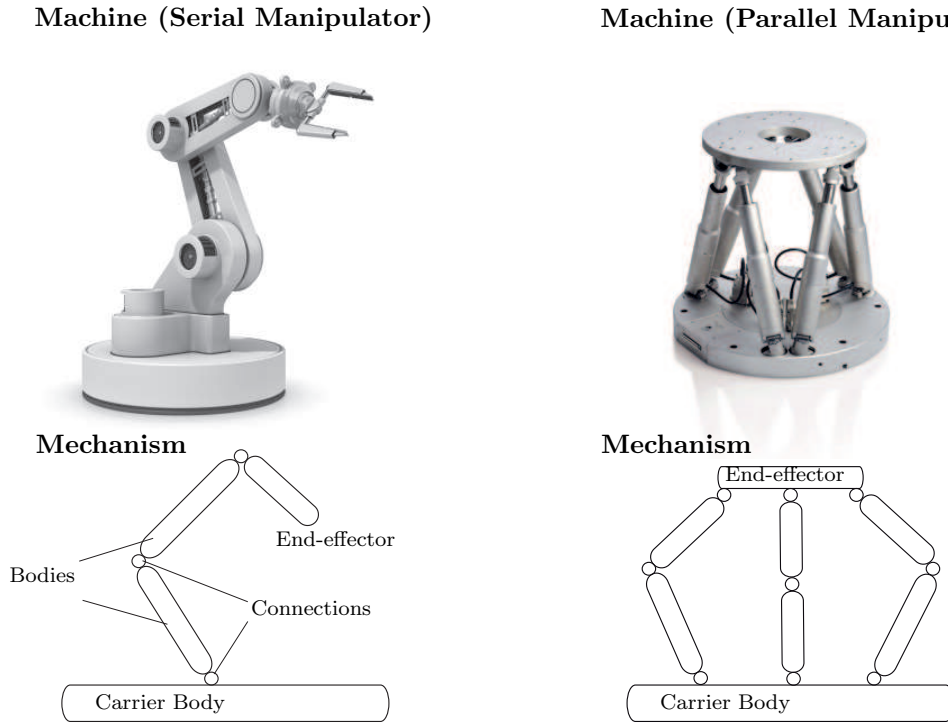 Machine (Serial Manipulator)
Machine (Parallel Manipu
Mechanism
Bodies
End-effector
Connections
Carrier Body
Mechanism
End-effector
Carrier Body